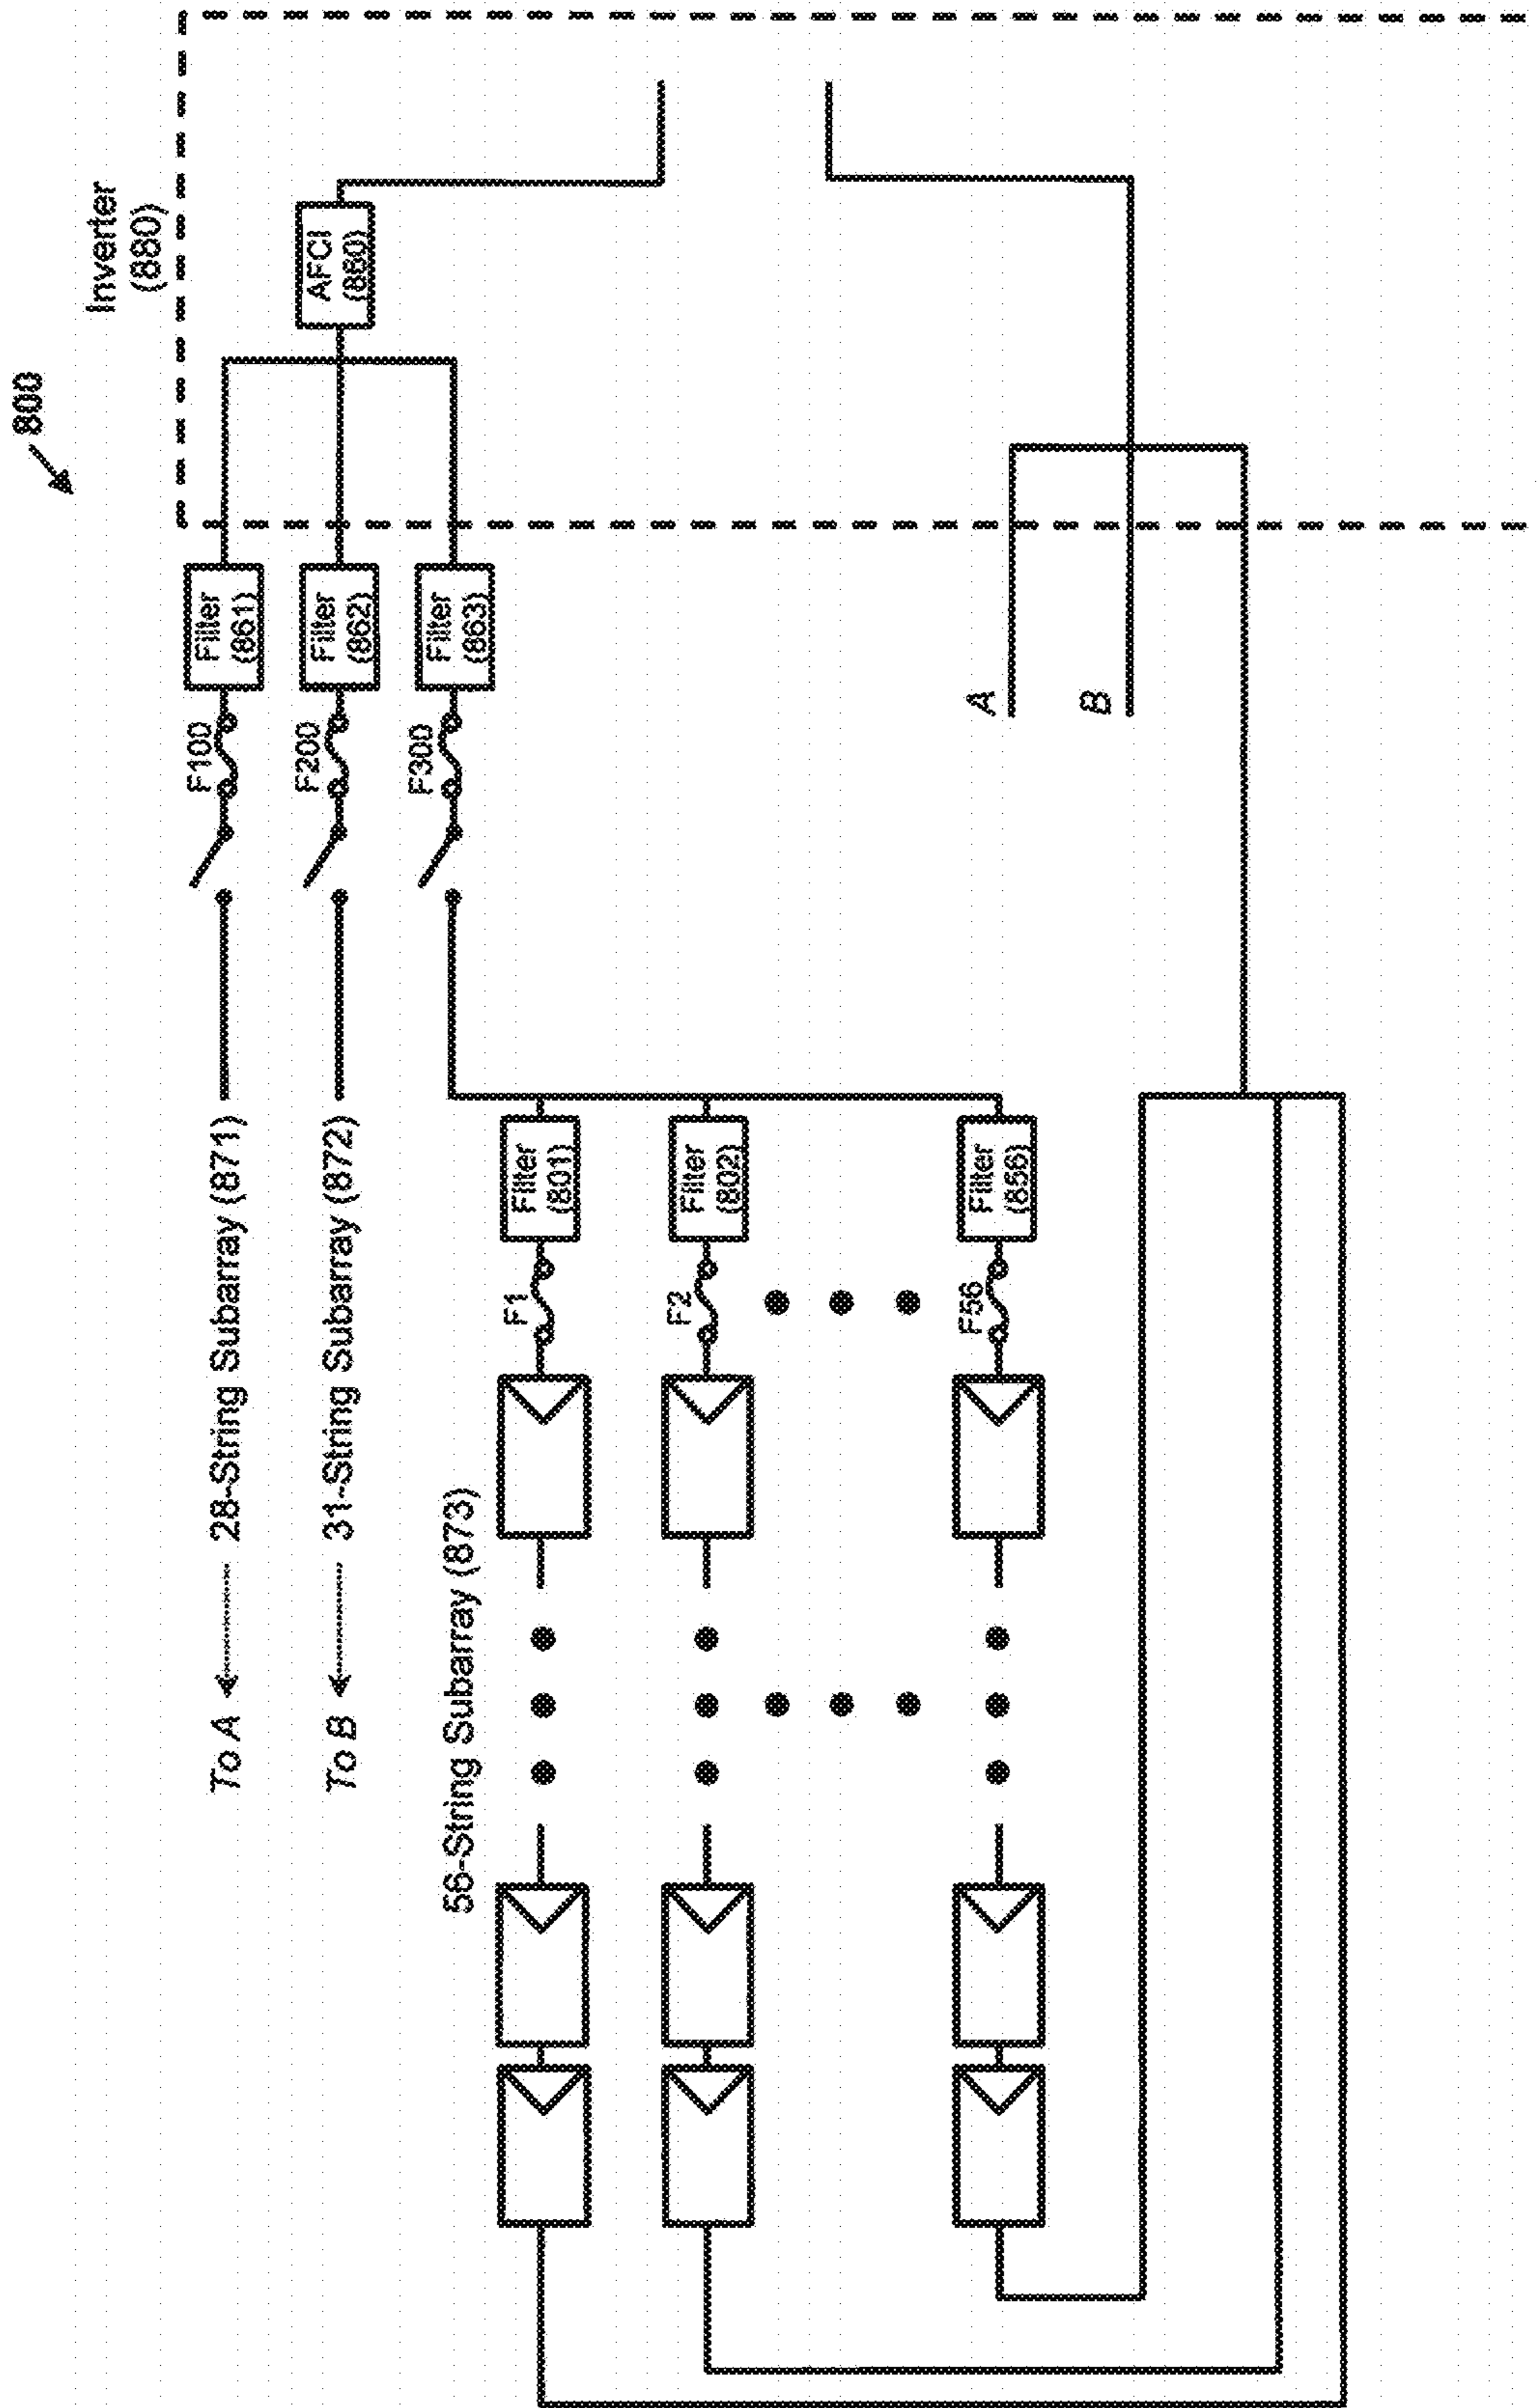 800
Inverter
(880)
To A
28-String Subarray (871)
F100
Filter
(861)
To B
31-String Subarray (872)
F200
Filter
(862)
AFCI
(860)
56-String Subarray (873)
F300
Filter
(863)
F1
Filter
(801)
F2
Filter
(802)
F56
Filter
(856)
A
B